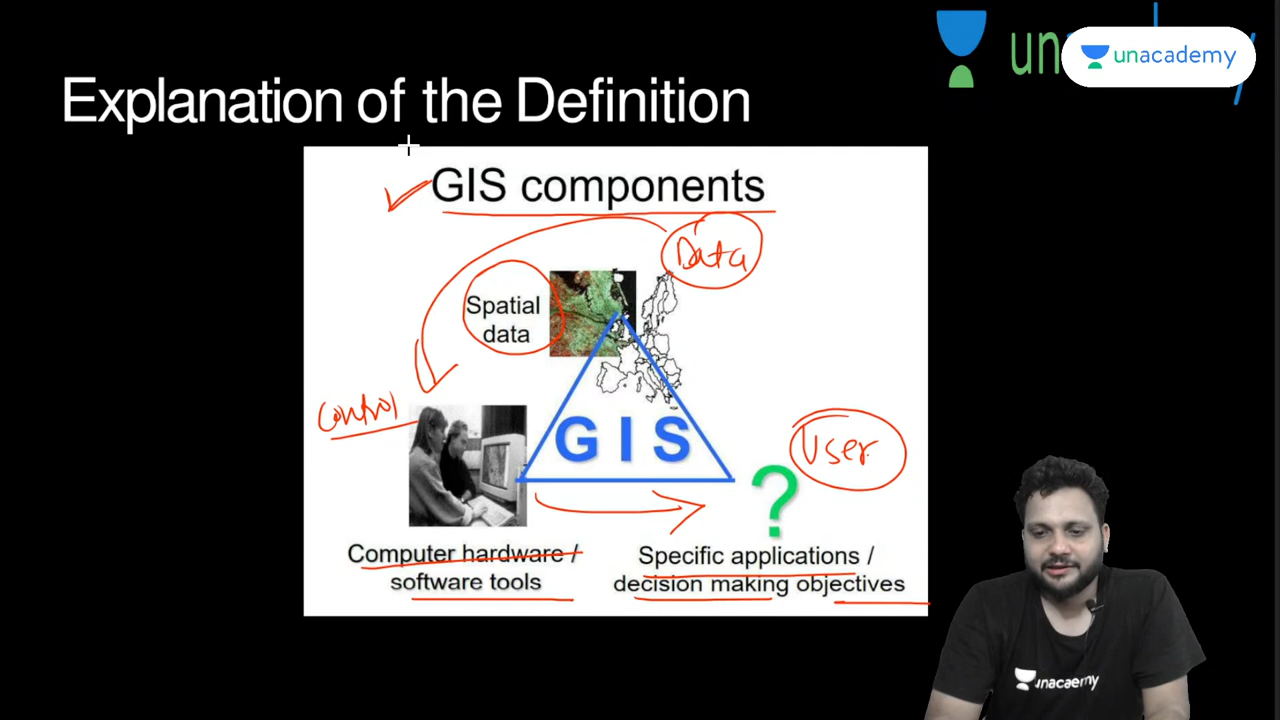 unacademy
Explanation of the Definition
GIS components
Data
Spatial
data
Control
GIS
User
?
Computer hardware /
software tools
Specific applications /
decision making objectives
unacademy